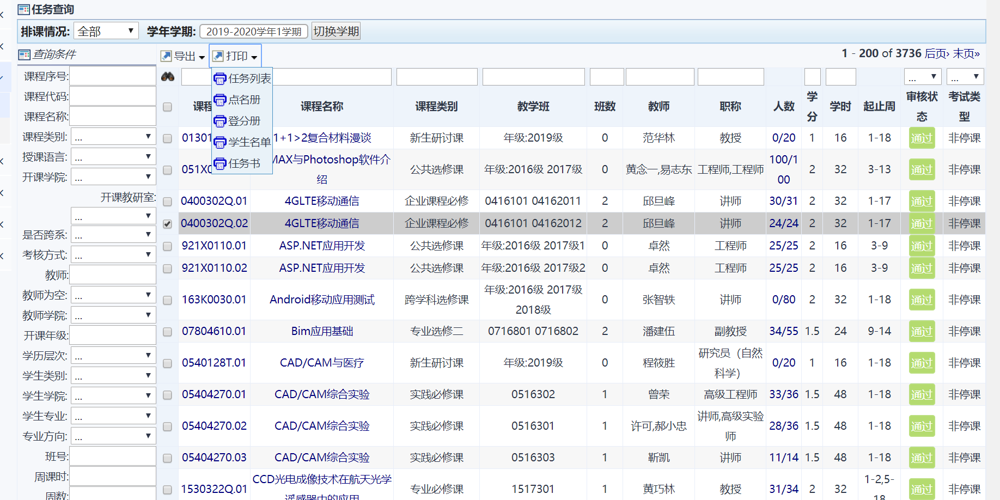 任务查询
排课情况: 全部 学年学期: 2019-2020学年1学期 切换学期
查询条件
导出 打印
1 - 200 of 3736 后页› 末页»
任务列表
点名册
登分册
学生名单
任务书
课程序号:
课程代码:
课程名称:
课程类别: ...
授课语言: ...
开课学院: ...
开课教研室:
...
是否跨系: ...
考核方式: ...
教师:
教师为空: ...
教师学院: ...
开课年级:
学历层次: ...
学生类别: ...
学生学院: ...
学生专业: ...
专业方向: ...
班号:
周课时:
周数:
... ...
课程 课程名称 课程类别 教学班 班数 教师 职称 人数 学分 学时 起止周 审核状态 考试类型
01301 1+1>2复合材料漫谈 新生研讨课 年级:2019级 0 范华林 教授 0/20 1 16 1-18 通过 非停课
051X0 MAX与Photoshop软件介绍 公共选修课 年级:2016级 2017级 0 黄念一,易志东 工程师,工程师 100/100 2 32 3-13 通过 非停课
0400302Q.01 4GLTE移动通信 企业课程必修 0416101 04162011 2 邱旦峰 讲师 30/31 2 32 1-17 通过 非停课
0400302Q.02 4GLTE移动通信 企业课程必修 0416101 04162012 2 邱旦峰 讲师 24/24 2 32 1-17 通过 非停课
921X0110.01 ASP.NET应用开发 公共选修课 年级:2016级 2017级1 0 卓然 工程师 25/25 2 16 3-9 通过 非停课
921X0110.02 ASP.NET应用开发 公共选修课 年级:2016级 2017级2 0 卓然 工程师 25/25 2 16 3-9 通过 非停课
163K0030.01 Android移动应用测试 跨学科选修课 年级:2016级 2017级 2018级 0 张智轶 讲师 0/80 2 32 1-18 通过 非停课
07804610.01 Bim应用基础 专业选修二 0716801 0716802 2 潘建伍 副教授 34/55 1.5 24 9-14 通过 非停课
0540128T.01 CAD/CAM与医疗 新生研讨课 年级:2019级 0 程筱胜 研究员（自然科学） 0/20 1 16 1-18 通过 非停课
05404270.01 CAD/CAM综合实验 实践必修课 0516302 1 曾荣 高级工程师 33/36 1.5 48 1-18 通过 非停课
05404270.02 CAD/CAM综合实验 实践必修课 0516301 1 许可,郝小忠 讲师,高级实验师 28/36 1.5 48 1-18 通过 非停课
05404270.03 CAD/CAM综合实验 实践必修课 0516303 1 靳凯 讲师 11/14 1.5 48 1-18 通过 非停课
1530322Q.01 CCD光电成像技术在航天光学遥感器中的应用 专业必修课 1517301 1 黄巧林 教授 31/34 2 32 1-2,5-18 通过 非停课